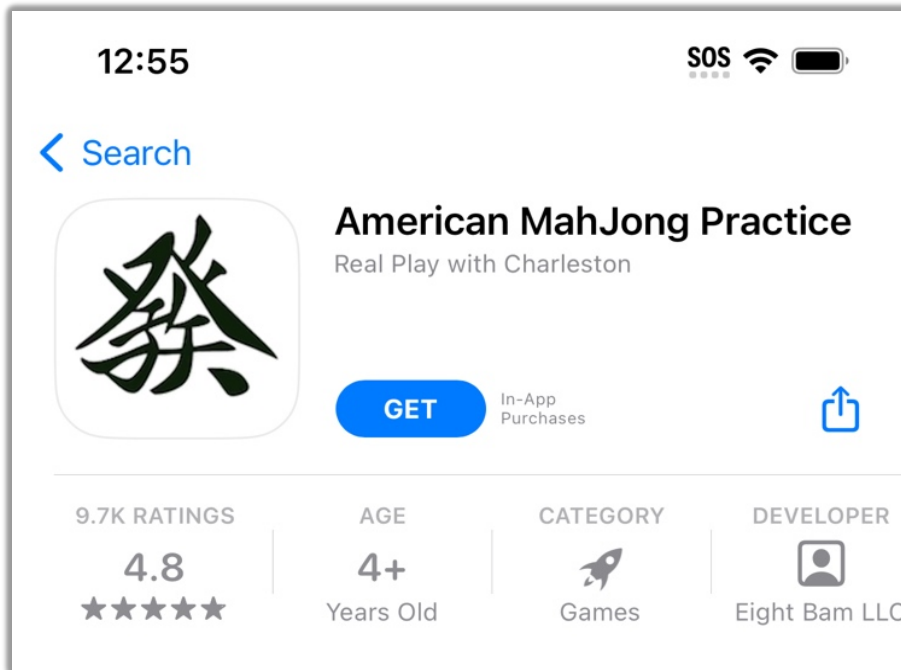 12:55
SOS
Search
發
American MahJong Practice
Real Play with Charleston
GET
In-App
Purchases
9.7K RATINGS
AGE
CATEGORY
DEVELOPER
4.8
4+
Years Old
Games
Eight Bam LLC